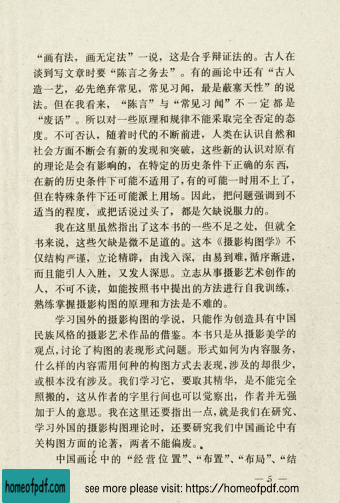 “画有法，画无定法”一说，这是合乎辩证法的。古人在
谈到写文章时要“陈言之务去”。有的画论中还有“古人
造一艺，必先绝弃常见，常见习闻，最是蔽塞天性”的说
法。但在我看来，“陈言”与“常见习闻”不一定都是
“废话”。所以对一些原理和规律不能采取完全否定的态
度。不可否认，随着时代的不断前进，人类在认识自然和
社会方面不断会有新的发现和突破，这些新的认识对原有
的理论是会有影响的，在特定的历史条件下正确的东西，
在新的历史条件下可能不适用了，有的可能一时用不上了，
但在特殊条件下还可能派上用场。因此，把问题强调到不
适当的程度，或把话说过头了，都是欠缺说服力的。
我在这里虽然指出了这本书的一些不足之处，但就全
书来说，这些欠缺是微不足道的。这本《摄影构图学》不
仅结构严谨，立论精辟，由浅入深，由易到难，循序渐进，
而且能引人入胜，又发人深思。立志从事摄影艺术创作的
人，不可不读，如能按照书中提出的方法进行自我训练，
熟练掌握摄影构图的原理和方法是不难的。
学习国外的摄影构图的学说，只能作为创造具有中国
民族风格的摄影艺术作品的借鉴。本书只是从摄影美学的
观点，讨论了构图的表现形式问题。形式如何为内容服务，
什么样的内容需用何种的构图方式去表现，涉及的却很少，
或根本没有涉及。我们学习它，要取其精华，是不能完全
照搬的，这从作者的字里行间也可以觉察出，作者并无强
加于人的意思。我在这里还要指出一点，就是我们在研究、
学习外国的摄影构图理论时，还要研究我们中国画论中有
关构图方面的论著，两者不能偏废。
中国画论中的“经营位置”、“布置”、“布局”、“结
— 5 —
homeofpdf.com
see more please visit: https://homeofpdf.com